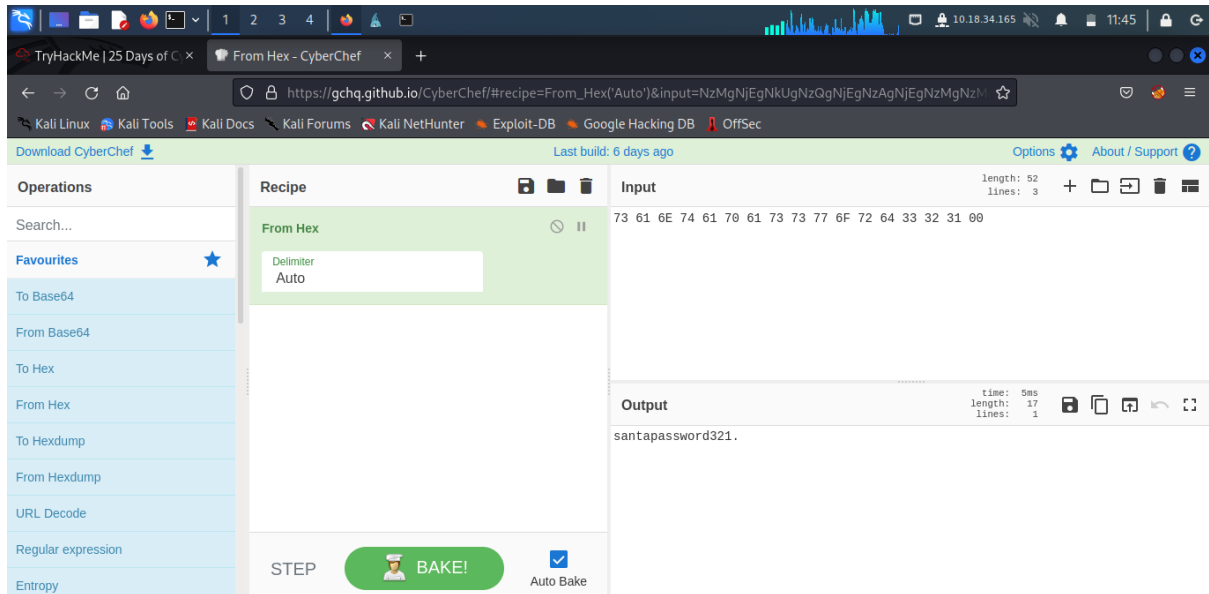 1 2 3 4 10.18.34.165 11:45
TryHackMe | 25 Days of C
From Hex - CyberChef
https://gchq.github.io/CyberChef/#recipe=From_Hex('Auto')&input=NzMgNjEgNkUgNzQgNjEgNzAgNjEgNzMgNzM
Kali Linux Kali Tools Kali Docs Kali Forums Kali NetHunter Exploit-DB Google Hacking DB OffSec
Download CyberChef Last build: 6 days ago Options About / Support
Operations
Search...
Favourites
To Base64
From Base64
To Hex
From Hex
To Hexdump
From Hexdump
URL Decode
Regular expression
Entropy
Recipe
From Hex
Delimiter
Auto
STEP
BAKE!
Auto Bake
Input
length: 52
lines: 3
73 61 6E 74 61 70 61 73 73 77 6F 72 64 33 32 31 00
Output
time: 5ms
length: 17
lines: 1
santapassword321.